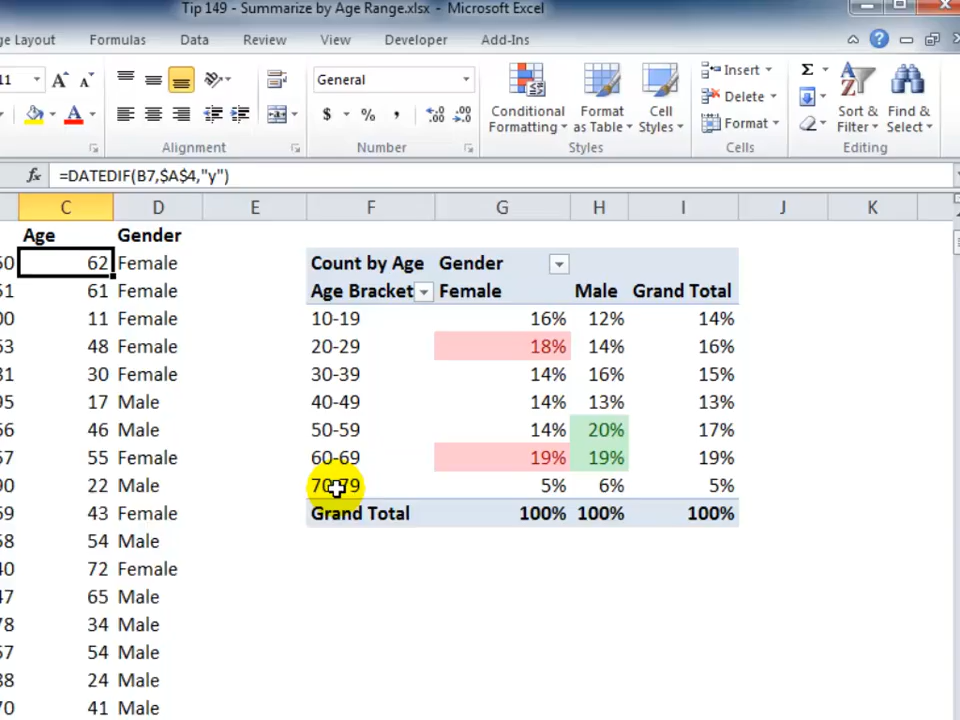 Tip 149 - Summarize by Age Range.xlsx - Microsoft Excel
ge Layout Formulas Data Review View Developer Add-Ins
11 General Insert
Conditional Formatting Format as Table Cell Styles Delete Sort & Filter Find & Select
$ % , Format
Alignment Number Styles Cells Editing
fx =DATEDIF(B7,$A$4,"y")
C D E F G H I J K
Age Gender
62 Female Count by Age Gender
61 Female Age Bracket Female Male Grand Total
11 Female 10-19 16% 12% 14%
48 Female 20-29 18% 14% 16%
30 Female 30-39 14% 16% 15%
17 Male 40-49 14% 13% 13%
46 Male 50-59 14% 20% 17%
55 Female 60-69 19% 19% 19%
22 Male 70-79 5% 6% 5%
43 Female Grand Total 100% 100% 100%
54 Male
72 Female
65 Male
34 Male
54 Male
24 Male
41 Male